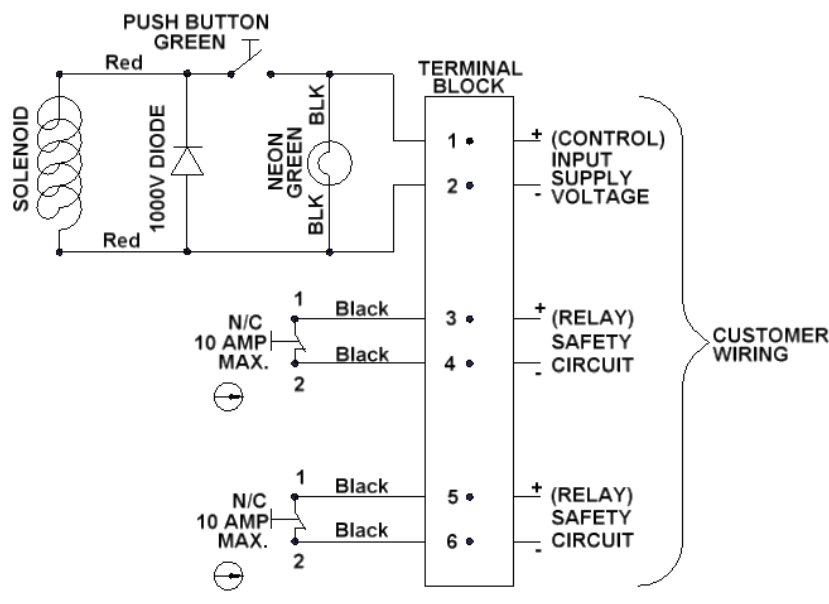 PUSH BUTTON
GREEN
Red
SOLENOID
1000V DIODE
NEON
GREEN
BLK
BLK
Red
TERMINAL
BLOCK
1
2
+
(CONTROL)
INPUT
SUPPLY
- VOLTAGE
1
N/C
10 AMP
MAX.
2
Black
Black
3
4
+
(RELAY)
SAFETY
- CIRCUIT
CUSTOMER
WIRING
1
N/C
10 AMP
MAX.
2
Black
Black
5
6
+
(RELAY)
SAFETY
- CIRCUIT